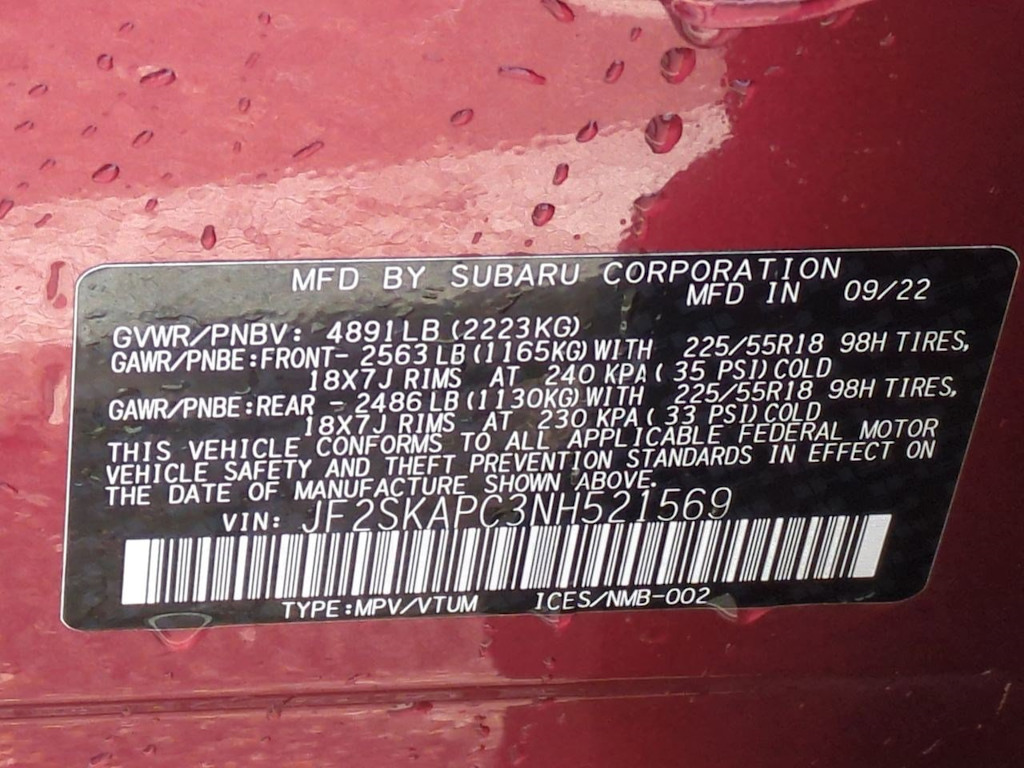 MFD BY SUBARU CORPORATION
MFD IN 09/22
GVWR/PNBV: 4891LB (2223KG)
GAWR/PNBE:FRONT- 2563LB (1165KG) WITH 225/55R18 98H TIRES,
18X7J RIMS AT 240 KPA ( 35 PSI) COLD
GAWR/PNBE:REAR - 2486LB (1130KG) WITH 225/55R18 98H TIRES,
18X7J RIMS AT 230 KPA ( 33 PSI) COLD
THIS VEHICLE CONFORMS TO ALL APPLICABLE FEDERAL MOTOR
VEHICLE SAFETY AND THEFT PREVENTION STANDARDS IN EFFECT ON
THE DATE OF MANUFACTURE SHOWN ABOVE.
VIN: JF2SKAPC3NH521569
TYPE:MPV/VTUM ICES/NMB-002